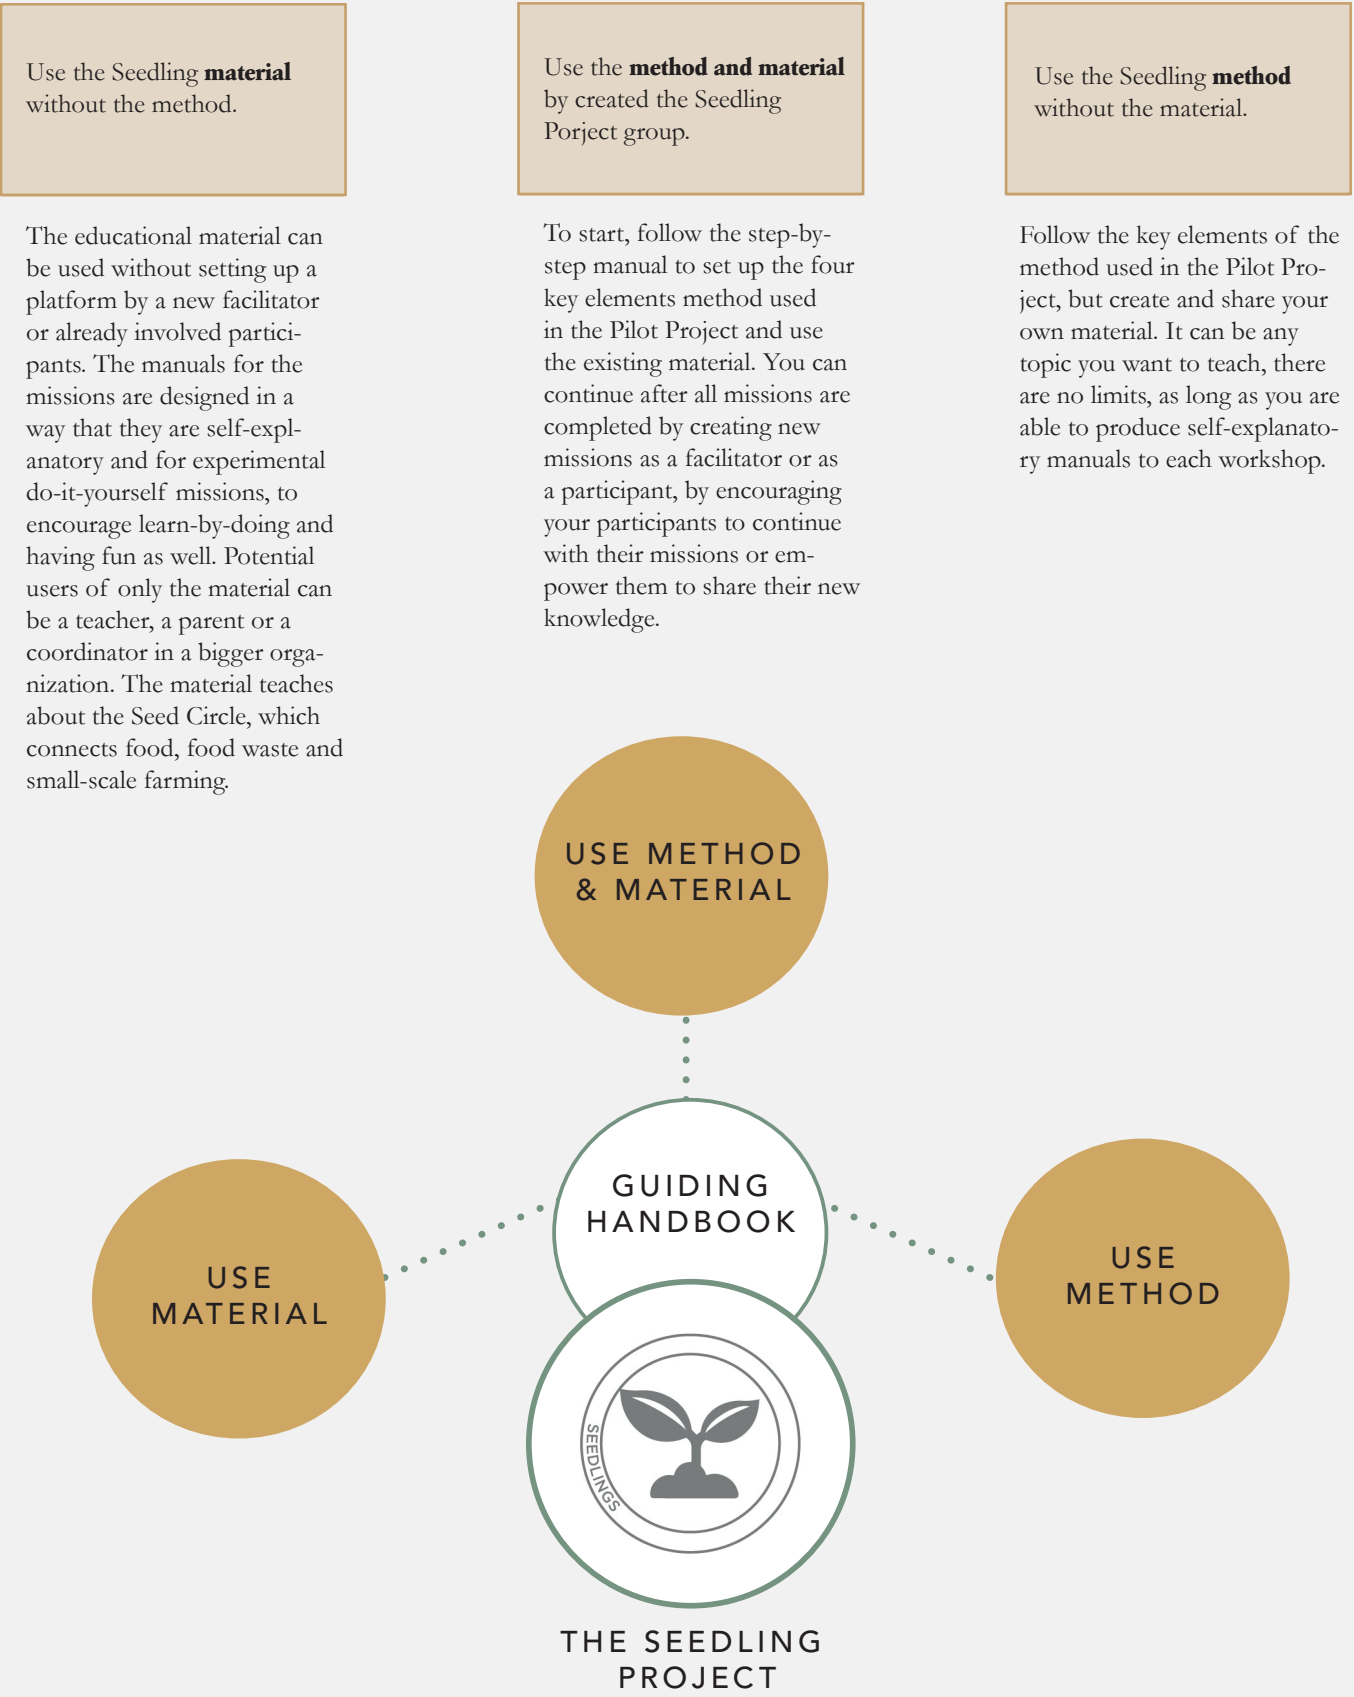 Use the Seedling material
without the method.
The educational material can
be used without setting up a
platform by a new facilitator
or already involved partici-
pants. The manuals for the
missions are designed in a
way that they are self-expl-
anatory and for experimental
do-it-yourself missions, to
encourage learn-by-doing and
having fun as well. Potential
users of only the material can
be a teacher, a parent or a
coordinator in a bigger orga-
nization. The material teaches
about the Seed Circle, which
connects food, food waste and
small-scale farming.
Use the method and material
by created the Seedling
Porject group.
To start, follow the step-by-
step manual to set up the four
key elements method used
in the Pilot Project and use
the existing material. You can
continue after all missions are
completed by creating new
missions as a facilitator or as
a participant, by encouraging
your participants to continue
with their missions or em-
power them to share their new
knowledge.
Use the Seedling method
without the material.
Follow the key elements of the
method used in the Pilot Pro-
ject, but create and share your
own material. It can be any
topic you want to teach, there
are no limits, as long as you are
able to produce self-explanato-
ry manuals to each workshop.
USE METHOD
& MATERIAL
GUIDING
HANDBOOK
USE
MATERIAL
USE
METHOD
SEEDLINGS
THE SEEDLING
PROJECT